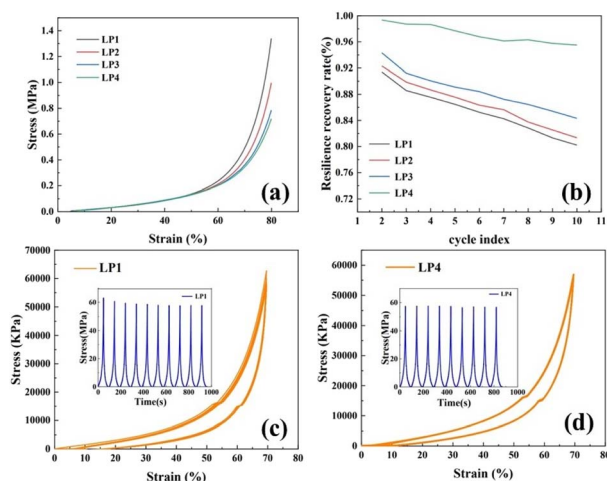 LP1
LP2
LP3
LP4
Stress (MPa)
1.4
1.2
1.0
0.8
0.6
0.4
0.2
0.0
0 20 40 60 80
Strain (%)
(a)
Resilience recovery rate(%)
1.00
0.96
0.92
0.88
0.84
0.80
0.76
0.72
LP1
LP2
LP3
LP4
1 2 3 4 5 6 7 8 9 10 11
cycle index
(b)
Stress (KPa)
70000
60000
50000
40000
30000
20000
10000
0
LP1
Stress(MPa)
60
40
20
0
LP1
0 200 400 600 800 1000
Time(s)
0 10 20 30 40 50 60 70 80
Strain (%)
(c)
Stress (KPa)
60000
50000
40000
30000
20000
10000
0
LP4
Stress(MPa)
60
40
20
0
LP4
0 200 400 600 800 1000
Time(s)
0 10 20 30 40 50 60 70 80
Strain (%)
(d)